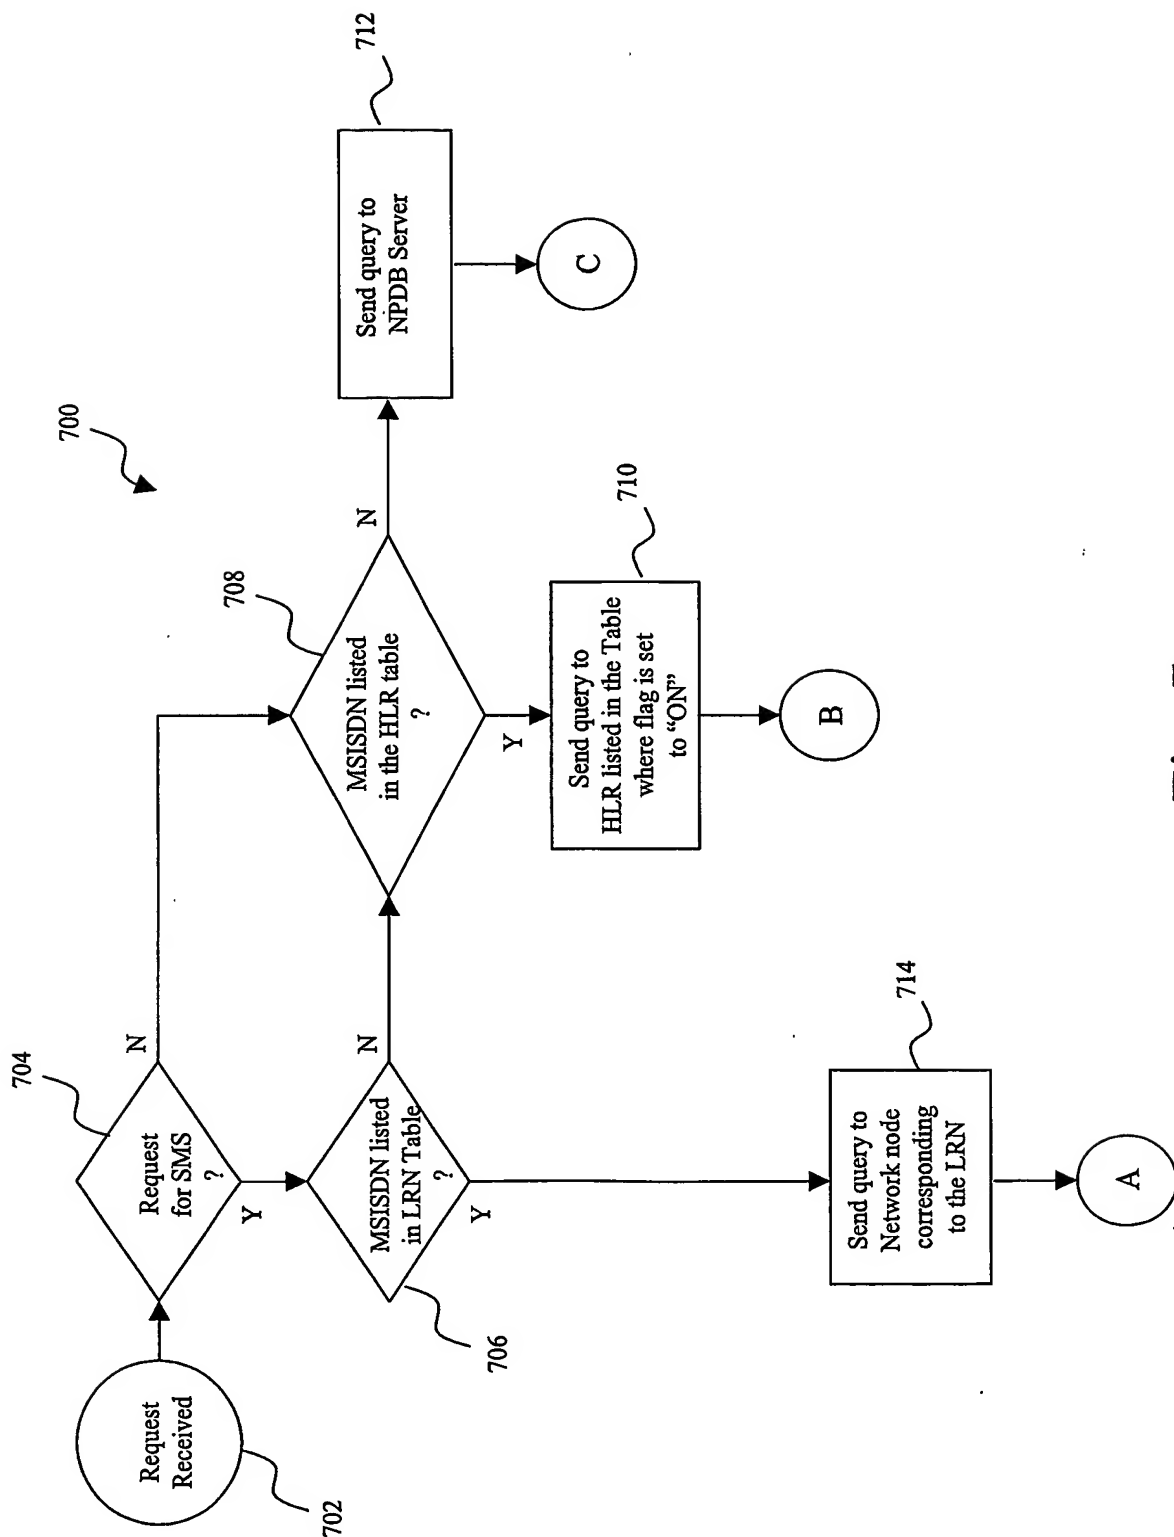 700
702
Request
Received
704
Request
for SMS
?
N
Y
706
MSISDN listed
in LRN Table
?
N
Y
708
MSISDN listed
in the HLR table
?
N
Y
712
Send query to
NPDB Server
C
710
Send query to
HLR listed in the Table
where flag is set
to “ON”
B
714
Send query to
Network node
corresponding
to the LRN
A